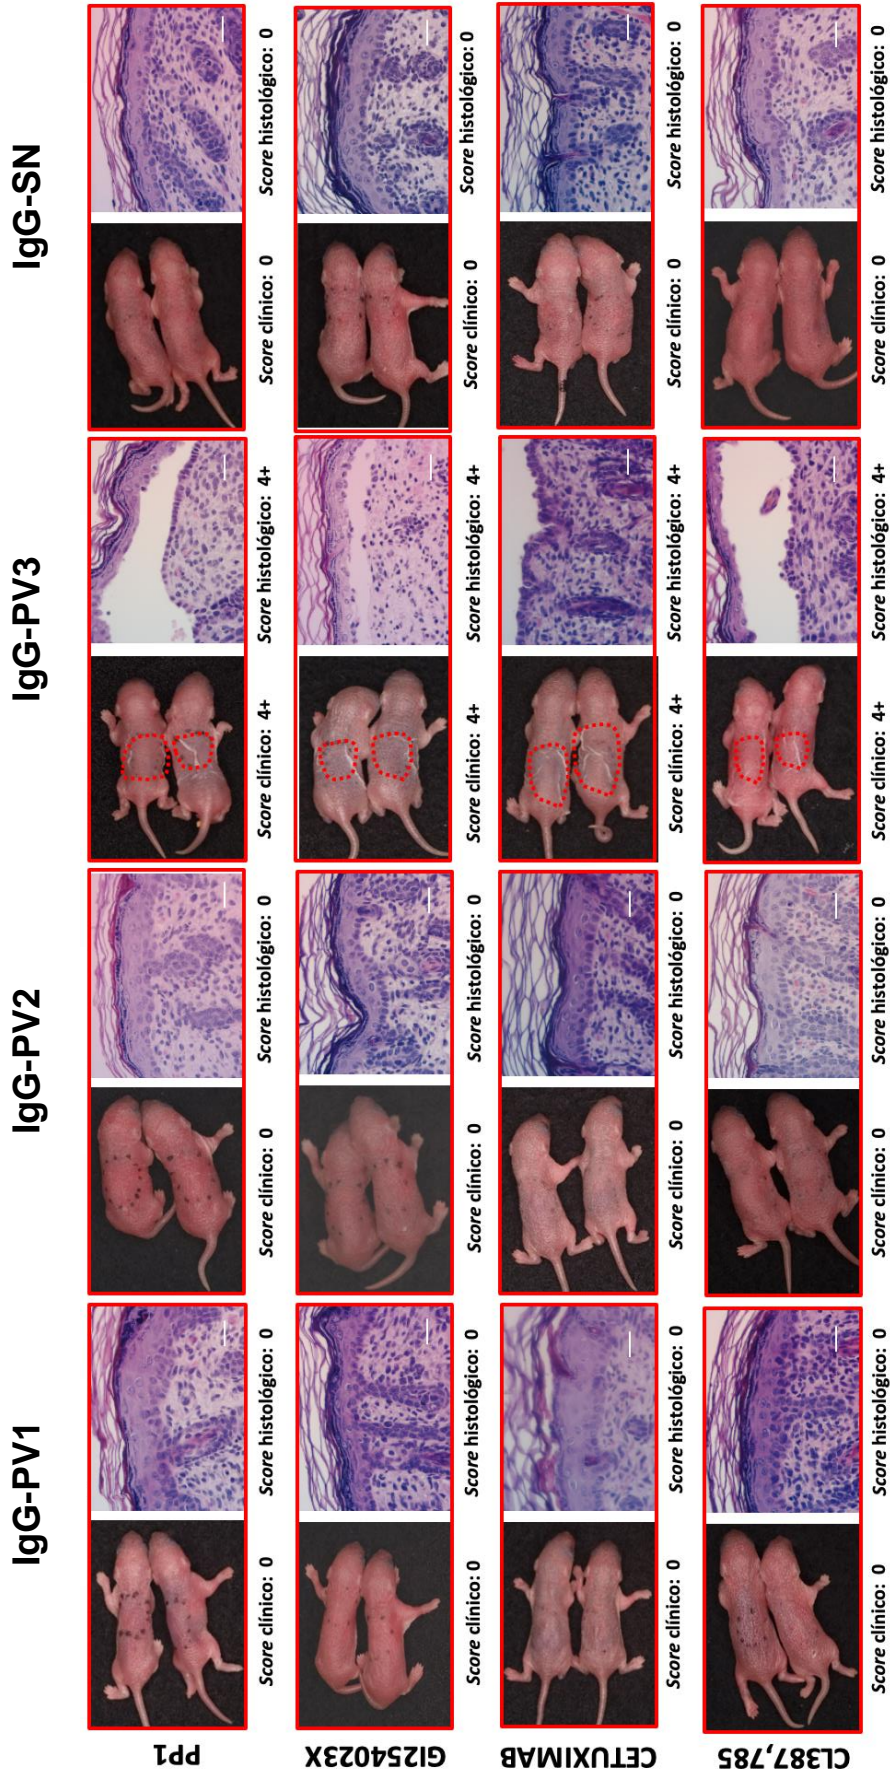 IgG-PV1 IgG-PV2 IgG-PV3 IgG-SN
PP1
Score clínico: 0 Score histológico: 0 Score clínico: 0 Score histológico: 0 Score clínico: 4+ Score histológico: 4+ Score clínico: 0 Score histológico: 0
GI254023X
Score clínico: 0 Score histológico: 0 Score clínico: 0 Score histológico: 0 Score clínico: 4+ Score histológico: 4+ Score clínico: 0 Score histológico: 0
CETUXIMAB
Score clínico: 0 Score histológico: 0 Score clínico: 0 Score histológico: 0 Score clínico: 4+ Score histológico: 4+ Score clínico: 0 Score histológico: 0
CL387,785
Score clínico: 0 Score histológico: 0 Score clínico: 0 Score histológico: 0 Score clínico: 4+ Score histológico: 4+ Score clínico: 0 Score histológico: 0